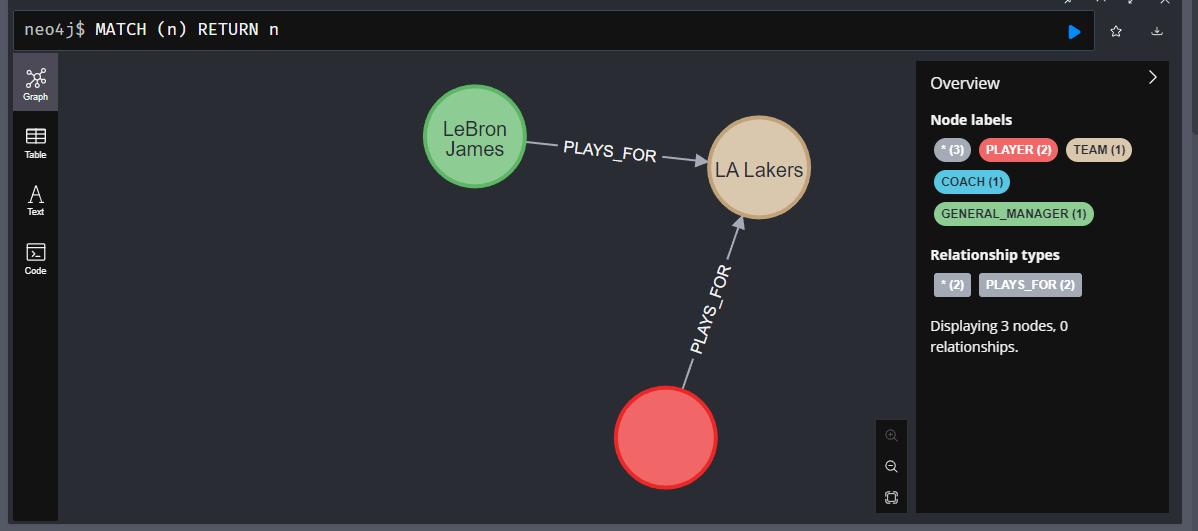 neo4j$ MATCH (n) RETURN n
Graph
Table
Text
Code
LeBron
James
PLAYS_FOR
LA Lakers
PLAYS_FOR
Overview
Node labels
* (3) PLAYER (2) TEAM (1)
COACH (1)
GENERAL_MANAGER (1)
Relationship types
* (2) PLAYS_FOR (2)
Displaying 3 nodes, 0
relationships.